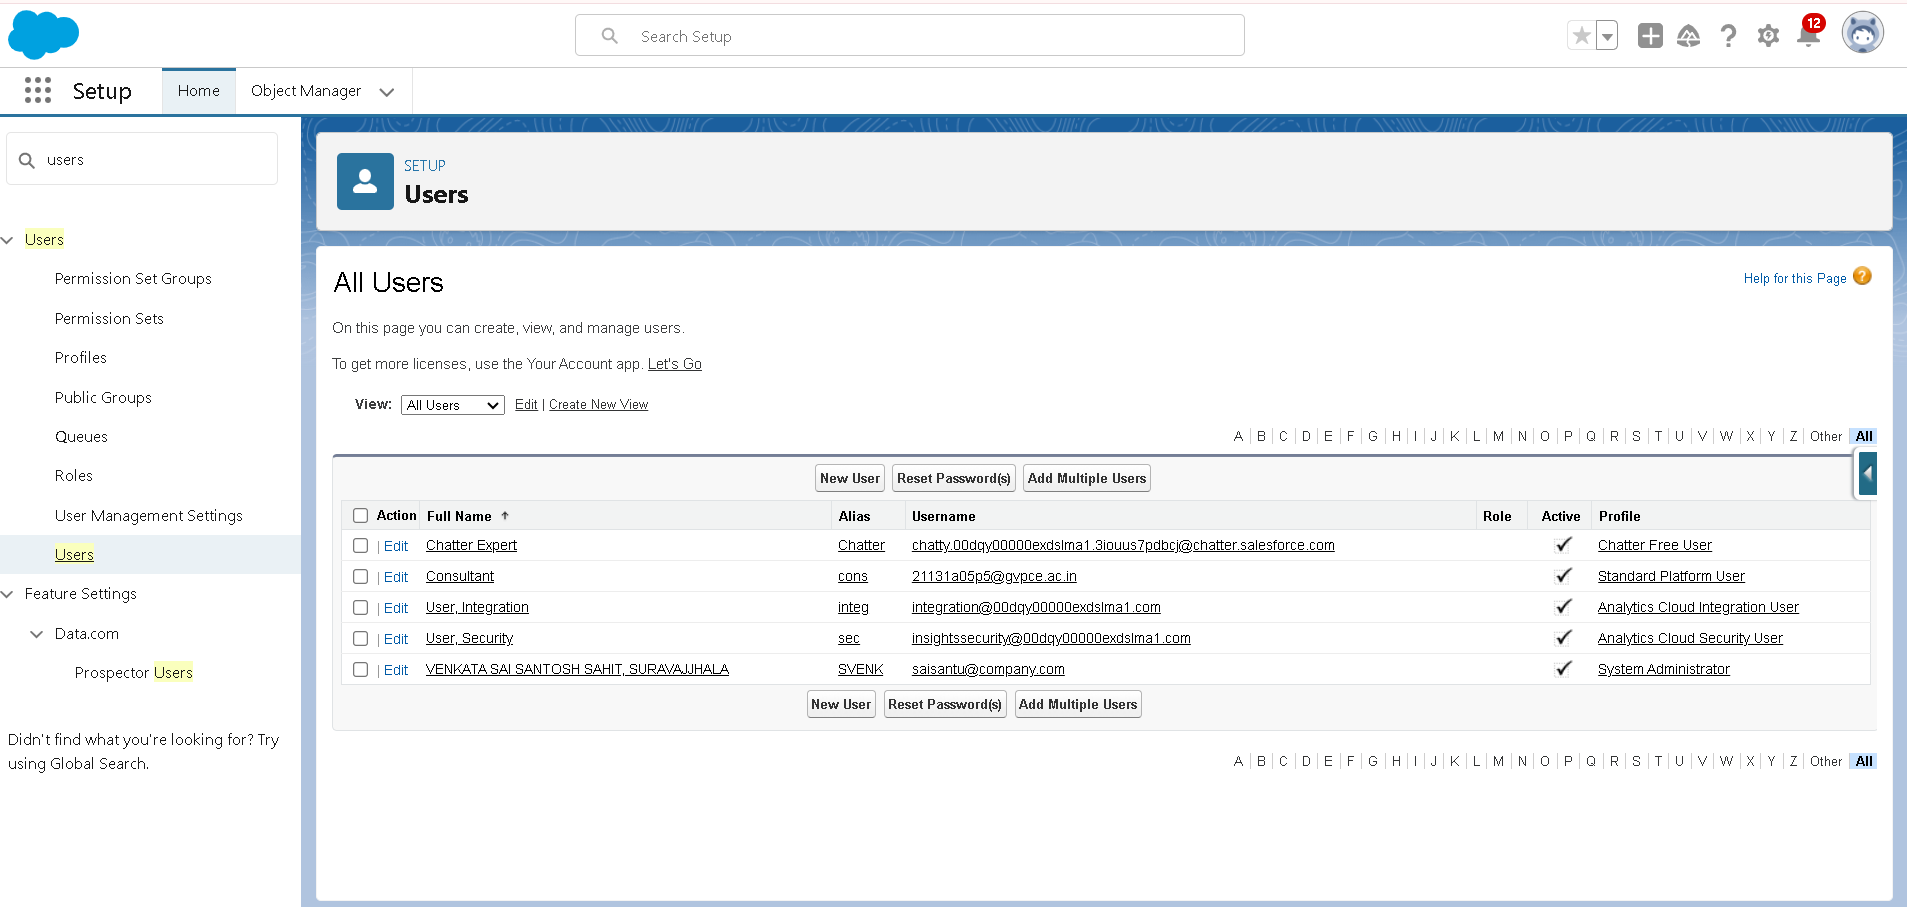 Search Setup
12
Setup
Home
Object Manager
users
SETUP
Users
Users
Permission Set Groups
Permission Sets
Profiles
Public Groups
Queues
Roles
User Management Settings
Users
Feature Settings
Data.com
Prospector Users
Didn't find what you're looking for? Try
using Global Search.
All Users
Help for this Page ?
On this page you can create, view, and manage users.
To get more licenses, use the Your Account app. Let's Go
View: All Users Edit | Create New View
A | B | C | D | E | F | G | H | I | J | K | L | M | N | O | P | Q | R | S | T | U | V | W | X | Y | Z | Other | All
New User Reset Password(s) Add Multiple Users
Action Full Name ↑ Alias Username Role Active Profile
| Edit Chatter Expert Chatter chatty.00dqy00000exdslma1.3iouus7pdbcj@chatter.salesforce.com ✓ Chatter Free User
| Edit Consultant cons 21131a05p5@gvpce.ac.in ✓ Standard Platform User
| Edit User, Integration integ integration@00dqy00000exdslma1.com ✓ Analytics Cloud Integration User
| Edit User, Security sec insightssecurity@00dqy00000exdslma1.com ✓ Analytics Cloud Security User
| Edit VENKATA SAI SANTOSH SAHIT, SURAVAJJHALA SVENK saisantu@company.com ✓ System Administrator
New User Reset Password(s) Add Multiple Users
A | B | C | D | E | F | G | H | I | J | K | L | M | N | O | P | Q | R | S | T | U | V | W | X | Y | Z | Other | All